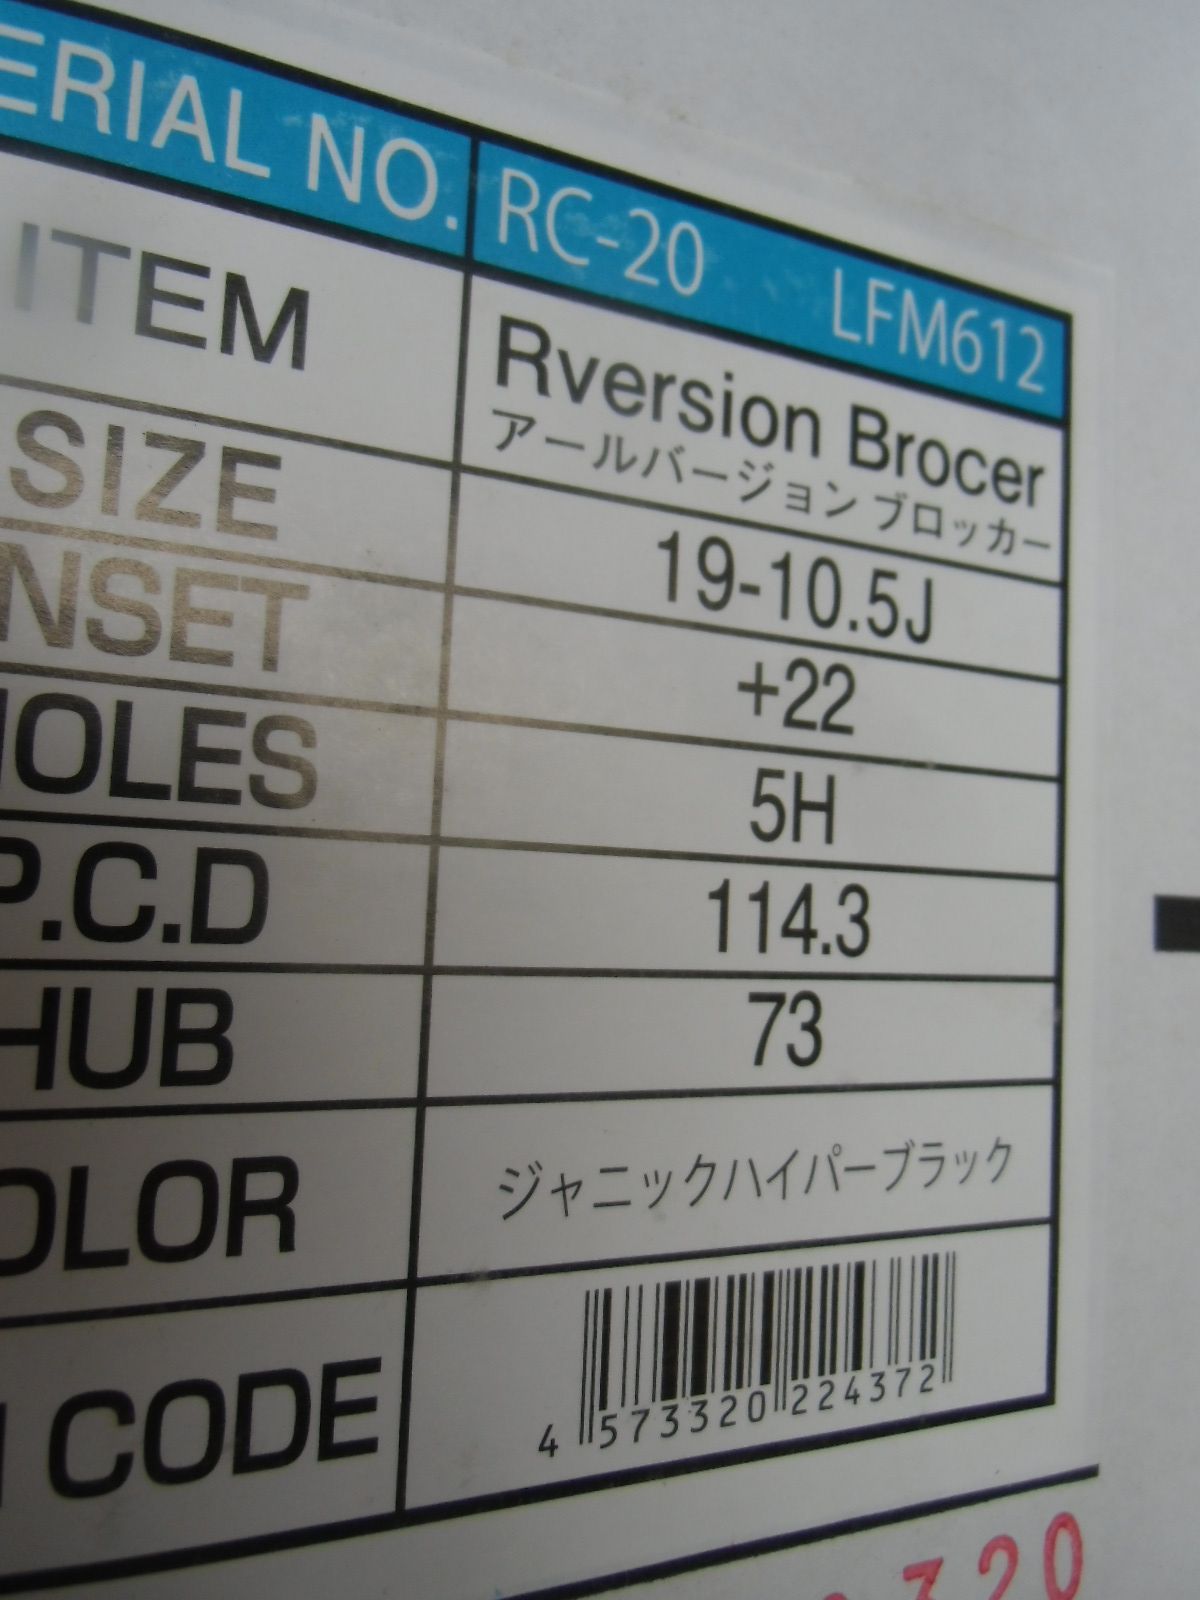 ERIAL NO. RC-20 LFM612
ITEM Rversion Brocer
アールバージョン ブロッカー
SIZE 19-10.5J
NSET +22
HOLES 5H
P.C.D 114.3
HUB 73
OLOR ジャニックハイパーブラック
CODE
4 573320 224372
320